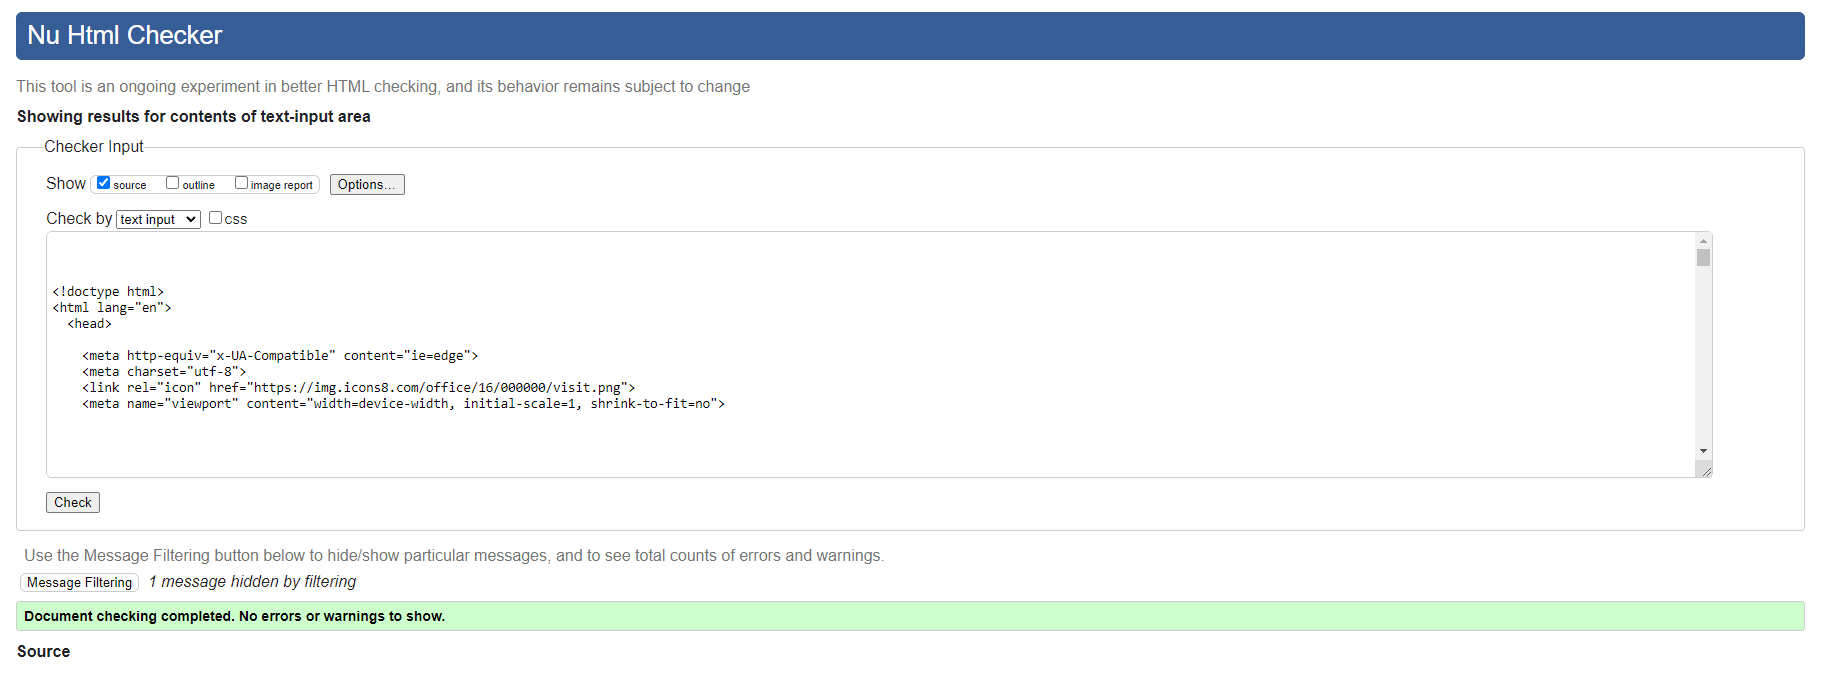 Nu Html Checker
This tool is an ongoing experiment in better HTML checking, and its behavior remains subject to change
Showing results for contents of text-input area
Checker Input
Show source outline image report Options...
Check by text input css
<!doctype html>
<html lang="en">
<head>
<meta http-equiv="x-UA-Compatible" content="ie=edge">
<meta charset="utf-8">
<link rel="icon" href="https://img.icons8.com/office/16/000000/visit.png">
<meta name="viewport" content="width=device-width, initial-scale=1, shrink-to-fit=no">
Check
Use the Message Filtering button below to hide/show particular messages, and to see total counts of errors and warnings.
Message Filtering 1 message hidden by filtering
Document checking completed. No errors or warnings to show.
Source